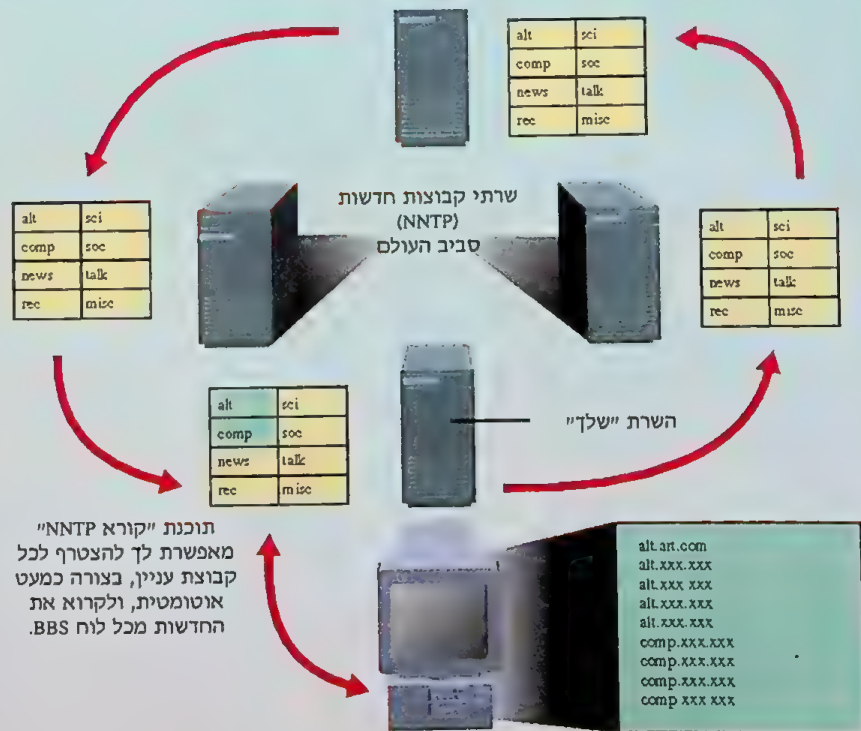 alt sci
comp soc
news talk
rec misc
שרתי קבוצות חדשות
(NNTP)
סביב העולם
alt sci
comp soc
news talk
rec misc
alt sci
comp soc
news talk
rec misc
alt sci
comp soc
news talk
rec misc
השרת "שלך"
תוכנת "קורא NNTP"
מאפשרת לך להצטרף לכל
קבוצת עניין, בצורה כמעט
אוטומטית, ולקרוא את
החדשות מכל לוח BBS.
alt.art.com
alt.xxx.xxx
alt.xxx xxx
alt.xxx.xxx
alt.xxx.xxx
comp.xxx.xxx
comp.xxx.xxx
comp.xxx.xxx
comp xxx xxx